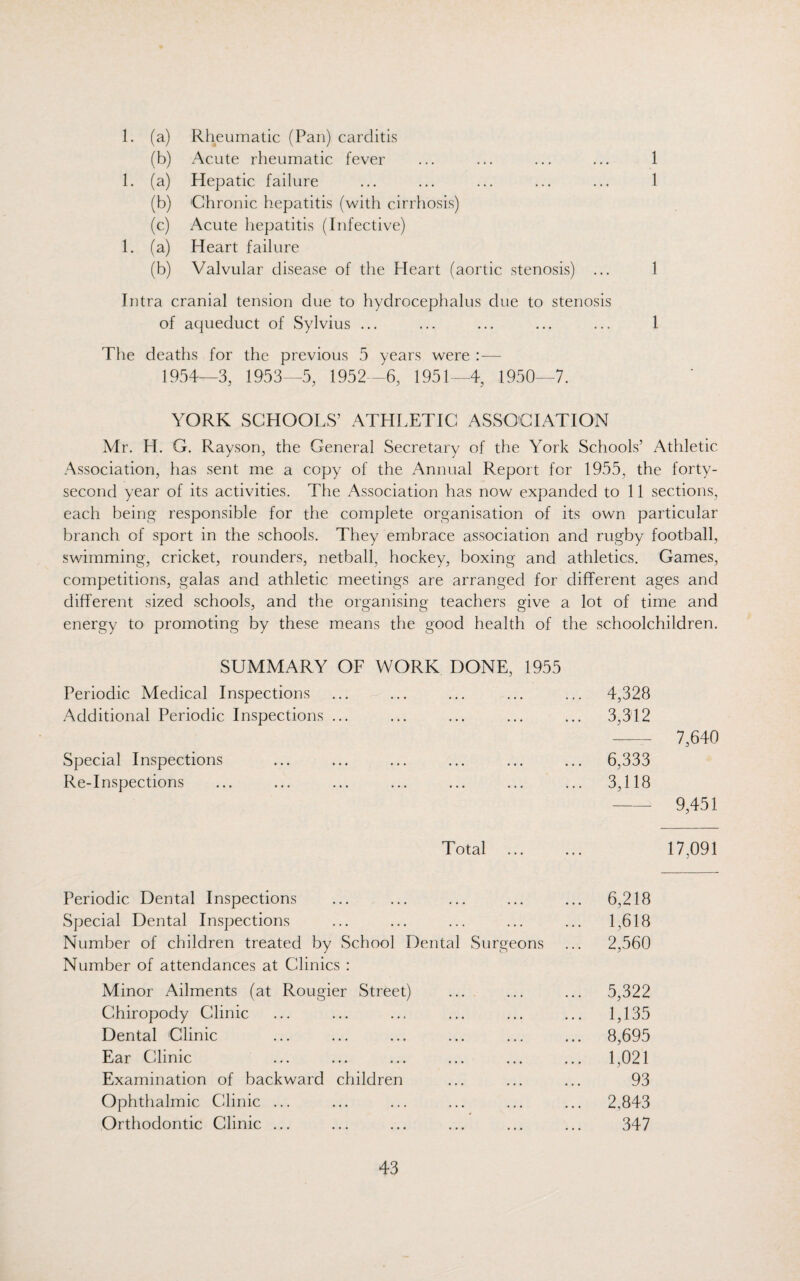 1. (a) Rheumatic (Pan) carditis
(b) Acute rheumatic fever ... ... ... ... 1
1. (a) Hepatic failure ... ... ... ... ... 1
(b) Chronic hepatitis (with cirrhosis)
(c) Acute hepatitis (Infective)
1. (a) Heart failure
(b) Valvular disease of the Heart (aortic stenosis) ... 1
Intra cranial tension due to hydrocephalus due to stenosis
of aqueduct of Sylvius ... ... ... ... ... 1
The deaths for the previous 5 years were :—
1954—3, 1953—5, 1952—6, 1951—4, 1950—7.
YORK SCHOOLS' ATHLETIC ASSOCIATION
Mr. H. G. Rayson, the General Secretary of the York Schools' Athletic
Association, has sent me a copy of the Annual Report for 1955, the forty-
second year of its activities. The Association has now expanded to 11 sections,
each being responsible for the complete organisation of its own particular
branch of sport in the schools. They embrace association and rugby football,
swimming, cricket, rounders, netball, hockey, boxing and athletics. Games,
competitions, galas and athletic meetings are arranged for different ages and
different sized schools, and the organising teachers give a lot of time and
energy to promoting by these means the good health of the schoolchildren.
SUMMARY OF WORK DONE, 1955
Periodic Medical Inspections ... ... ... ... ... 4,328
Additional Periodic Inspections ... ... ... ... ... 3,312
—— 7,640
Special Inspections ... ... ... ... ... ... 6,333
Re-Inspections ... ... ... ... ... ... ... 3,118
—— 9,451
Total ... ... 17,091
Periodic Dental Inspections ... ... ... ... ... 6,218
Special Dental Inspections ... ... ... ... ... 1,618
Number of children treated by School Dental Surgeons ... 2,560
Number of attendances at Clinics :
Minor Ailments (at Rougier Street) ... ... ... 5,322
Chiropody Clinic ... ... ... ... ... ... 1,135
Dental Clinic ... ... ... ... ... ... 8,695
Ear Clinic ... ... ... ... ... ... 1,021
Examination of backward children ... ... ... 93
Ophthalmic Clinic ... ... ... ... ... ... 2,843
Orthodontic Clinic ... ... ... ... ... ... 347
43